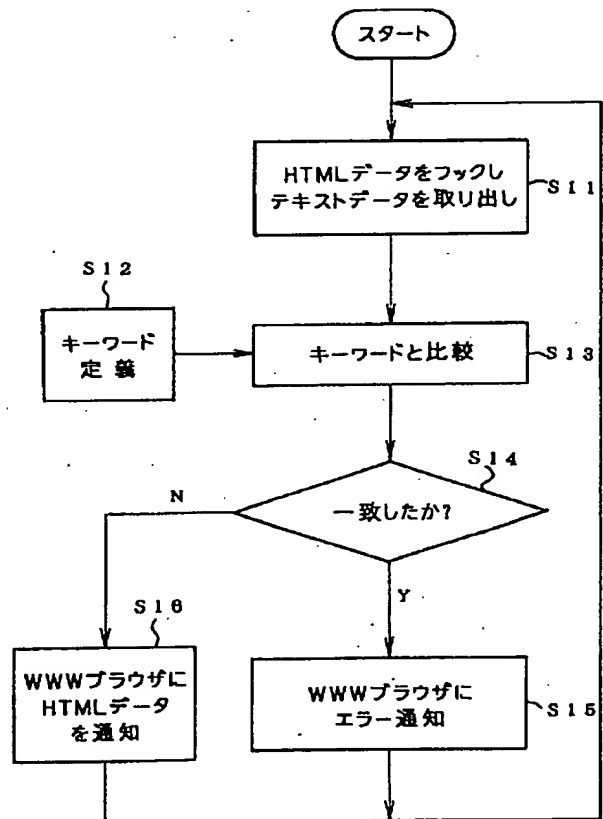 スタート
HTMLデータをフックし
テキストデータを取り出し
S11
S12
キーワード
定義
キーワードと比較
S13
S14
一致したか?
N
Y
S16
WWWブラウザに
HTMLデータ
を通知
WWWブラウザに
エラー通知
S15